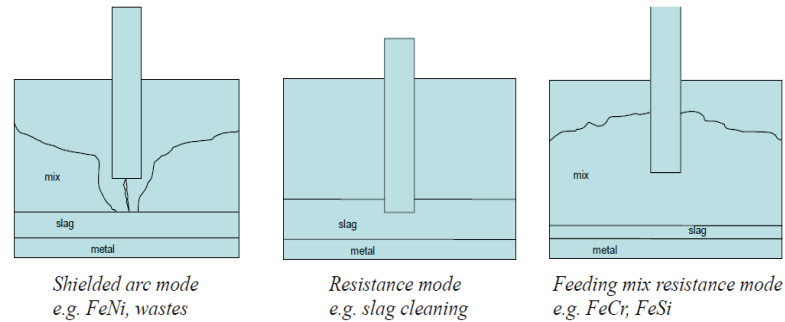 mix
slag
metal
Shielded arc mode
e.g. FeNi, wastes
slag
metal
Resistance mode
e.g. slag cleaning
mix
slag
metal
Feeding mix resistance mode
e.g. FeCr, FeSi